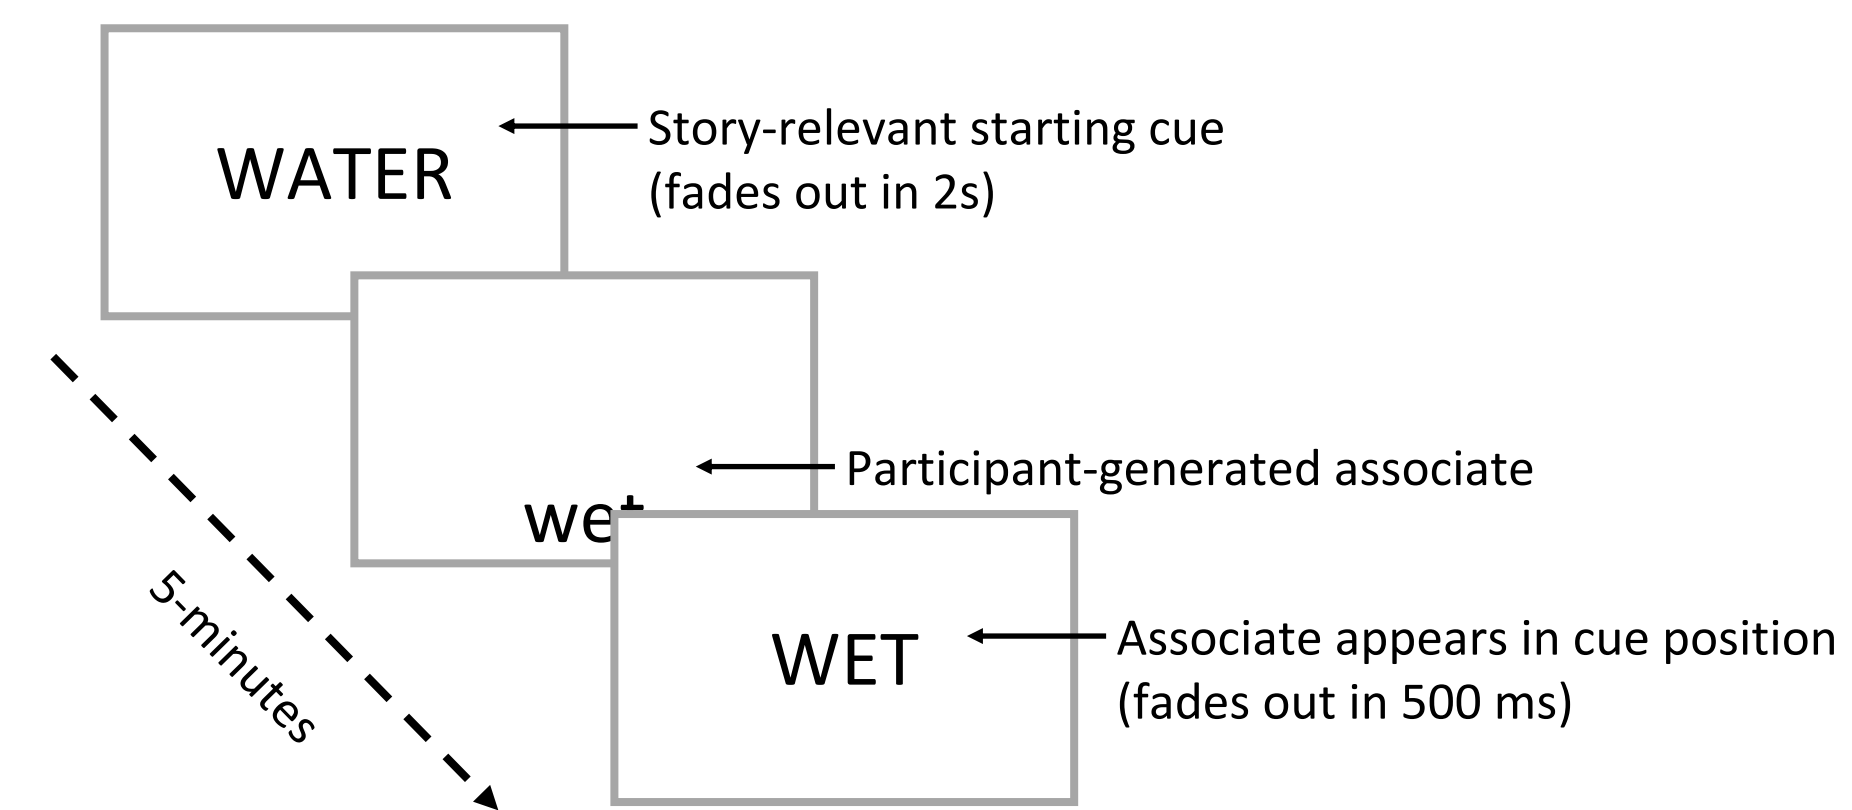 WATER
Story-relevant starting cue
(fades out in 2s)
Participant-generated associate
wet
5-minutes
WET
Associate appears in cue position
(fades out in 500 ms)